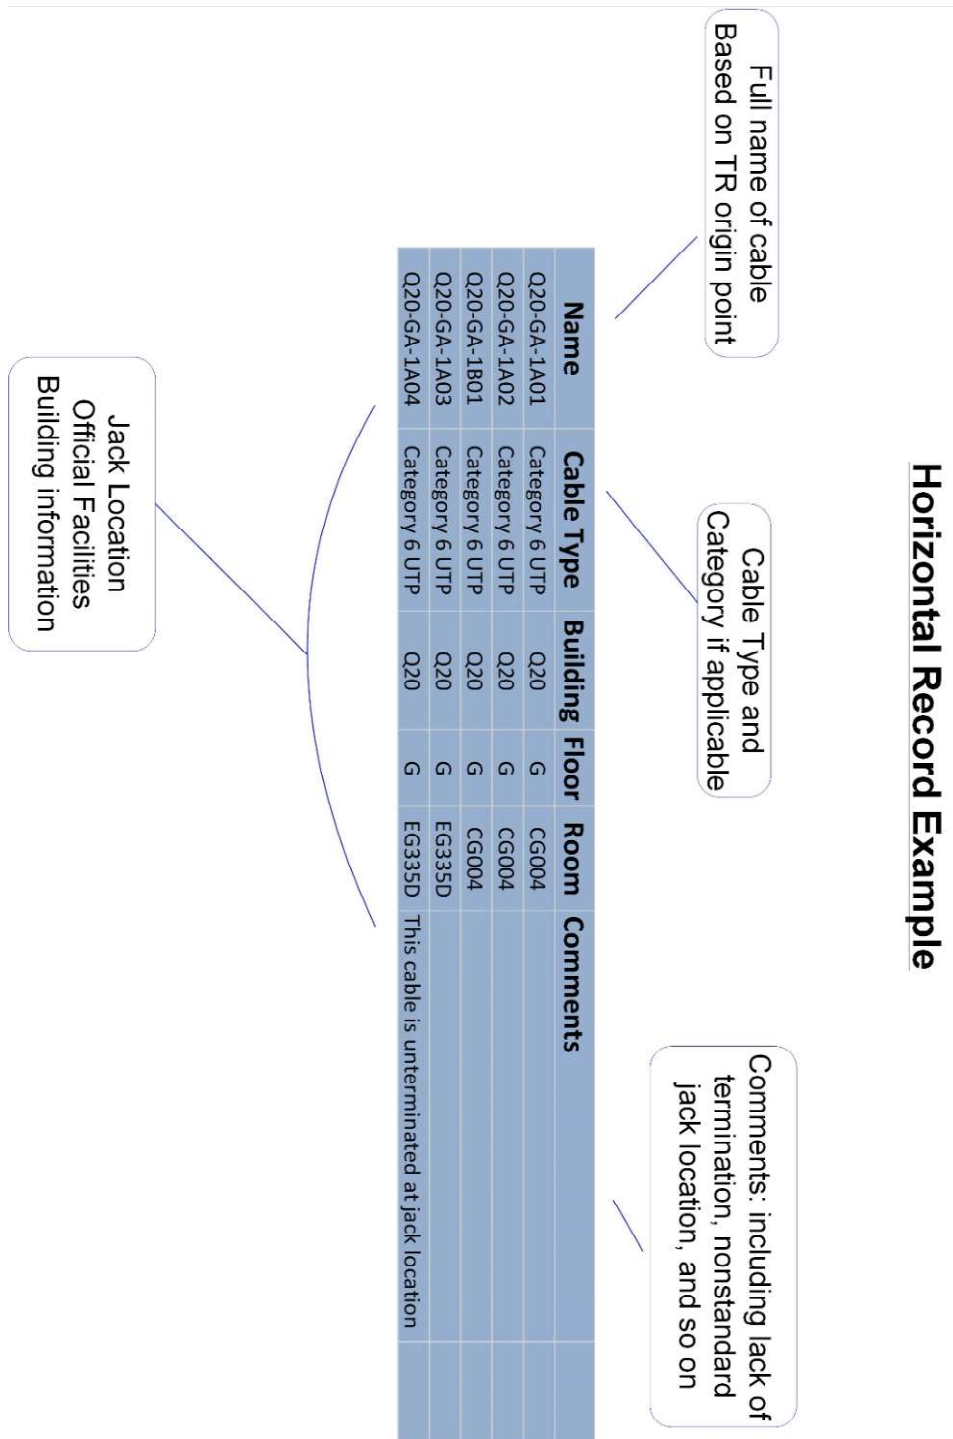 Horizontal Record Example
Full name of cable
Based on TR origin point
Cable Type and
Category if applicable
Comments: including lack of
termination, nonstandard
jack location, and so on
Name Cable Type Building Floor Room Comments
Q20-GA-1A01 Category 6 UTP Q20 G CG004
Q20-GA-1A02 Category 6 UTP Q20 G CG004
Q20-GA-1B01 Category 6 UTP Q20 G CG004
Q20-GA-1A03 Category 6 UTP Q20 G EG335D
Q20-GA-1A04 Category 6 UTP Q20 G EG335D This cable is unterminated at jack location
Jack Location
Official Facilities
Building information